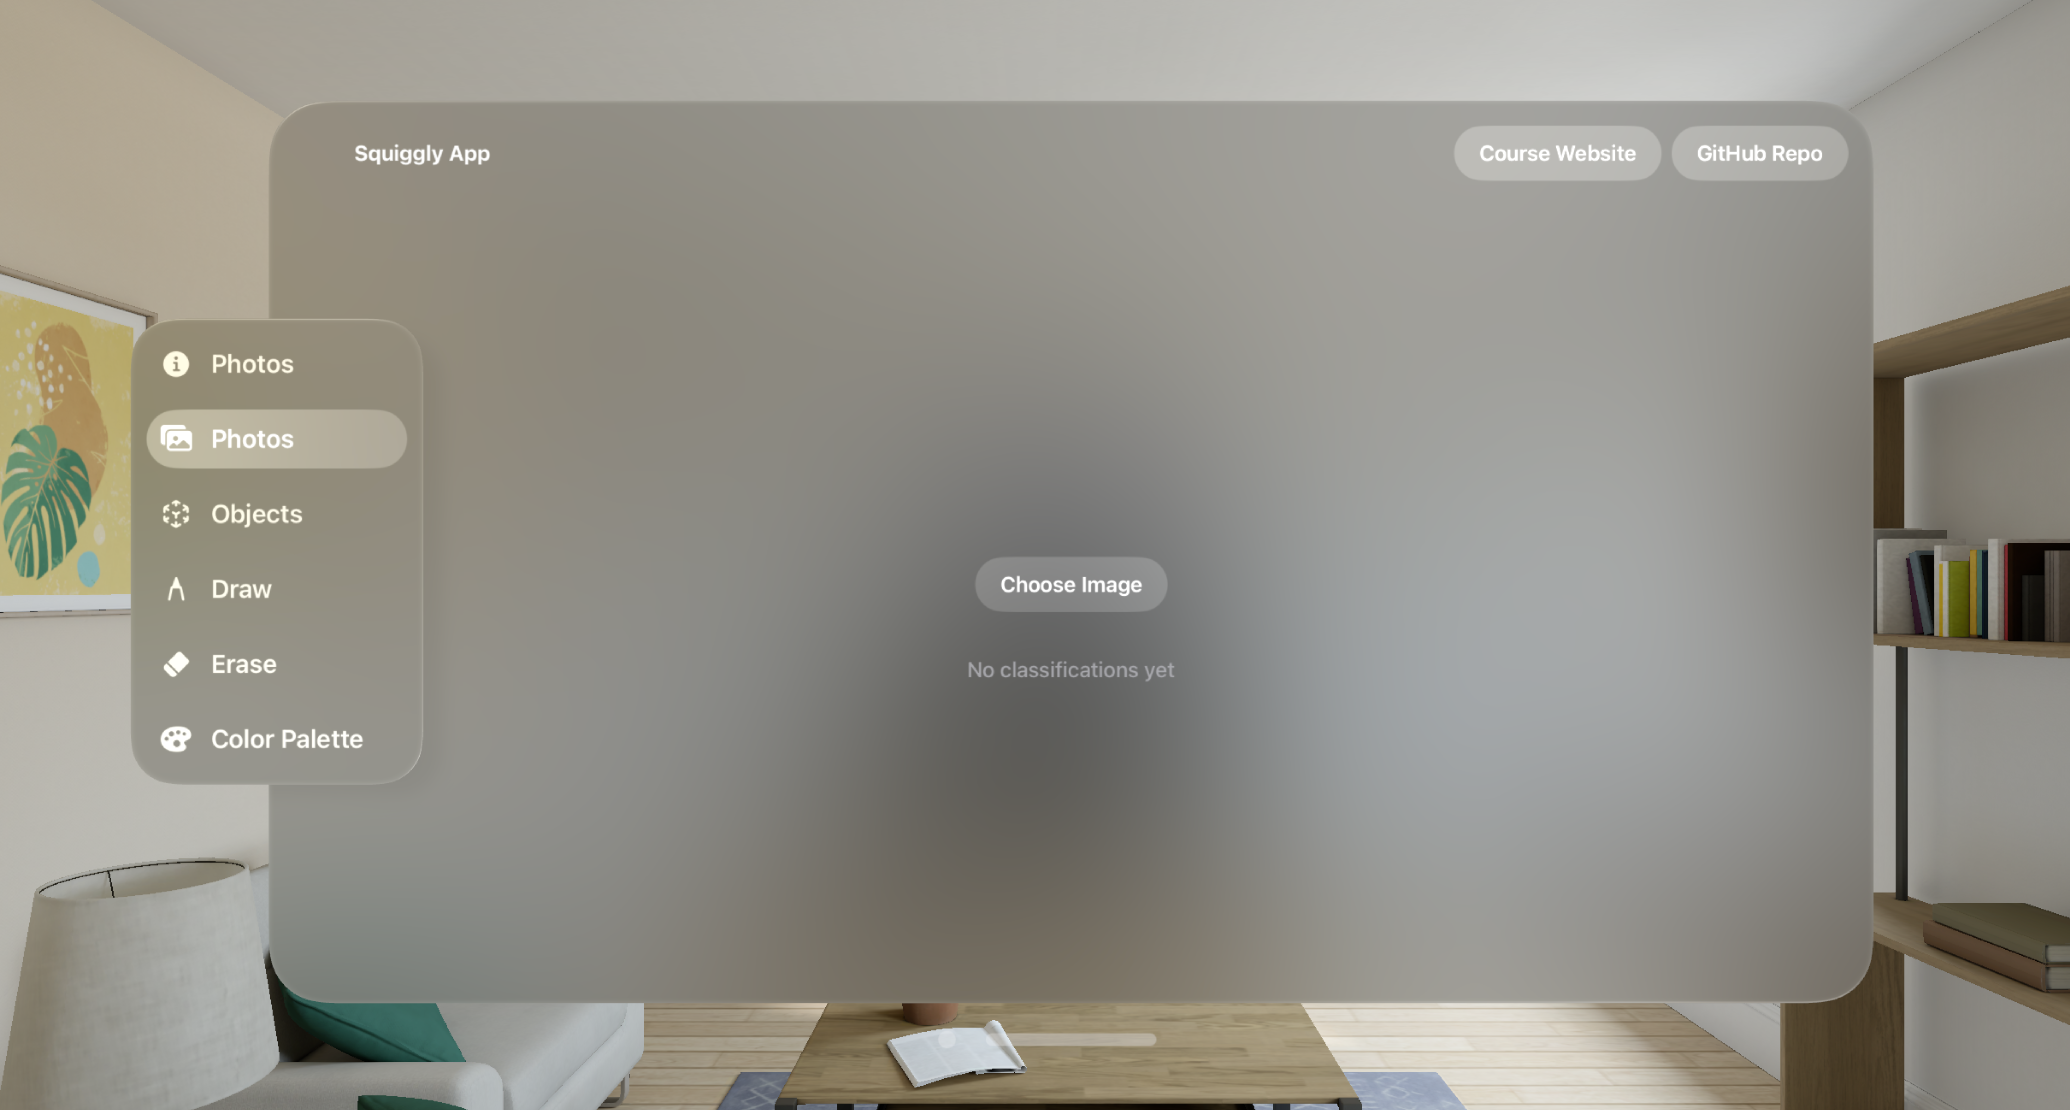 Squiggly App
Course Website
GitHub Repo
Photos
Photos
Objects
Draw
Erase
Color Palette
Choose Image
No classifications yet